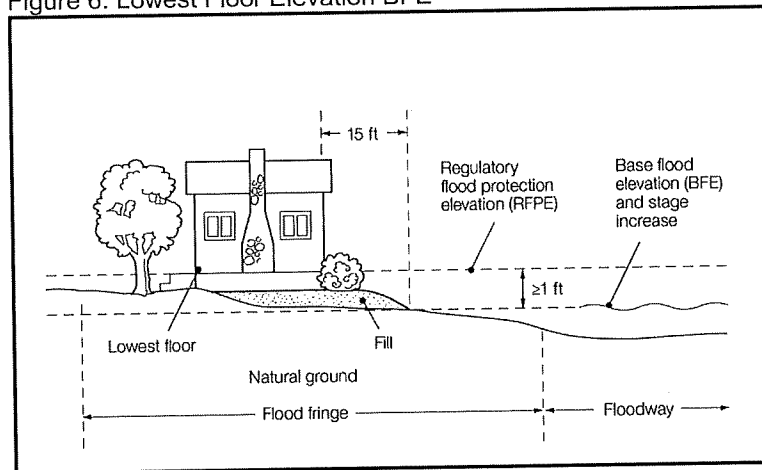 Figure 6: Lowest Floor Elevation BFE
15 ft
Regulatory
flood protection
elevation (RFPE)
Base flood
elevation (BFE)
and stage
increase
≥1 ft
Lowest floor
Fill
Natural ground
Flood fringe
Floodway